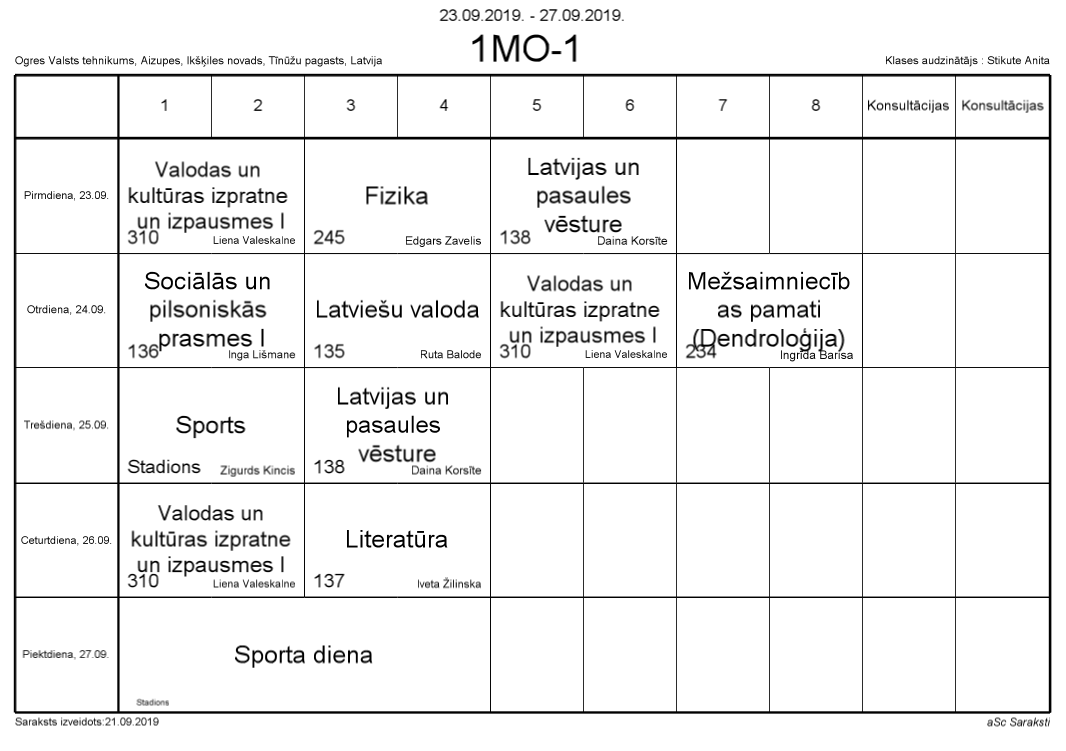 23.09.2019. - 27.09.2019.
1MO-1
Ogres Valsts tehnikums, Aizupes, Ikšķiles novads, Tīnūžu pagasts, Latvija
Klases audzinātājs : Stikute Anita
1 2 3 4 5 6 7 8 Konsultācijas Konsultācijas
Pirmdiena, 23.09.
Valodas un
kultūras izpratne
un izpausmes I
310 Liena Valeskalne
Fizika
245 Edgars Zavelis
Latvijas un
pasaules
vēsture
138 Daina Korsīte
Otrdiena, 24.09.
Sociālās un
pilsoniskās
prasmes I
136 Inga Lišmane
Latviešu valoda
135 Ruta Balode
Valodas un
kultūras izpratne
un izpausmes I
310 Liena Valeskalne
Mežsaimniecīb
as pamati
(Dendroloģija)
234 Ingrīda Barisa
Trešdiena, 25.09.
Sports
Stadions Zigurds Kincis
Latvijas un
pasaules
vēsture
138 Daina Korsīte
Ceturtdiena, 26.09.
Valodas un
kultūras izpratne
un izpausmes I
310 Liena Valeskalne
Literatūra
137 Iveta Žilinska
Piektdiena, 27.09.
Sporta diena
Stadions
Saraksts izveidots:21.09.2019
aSc Saraksti